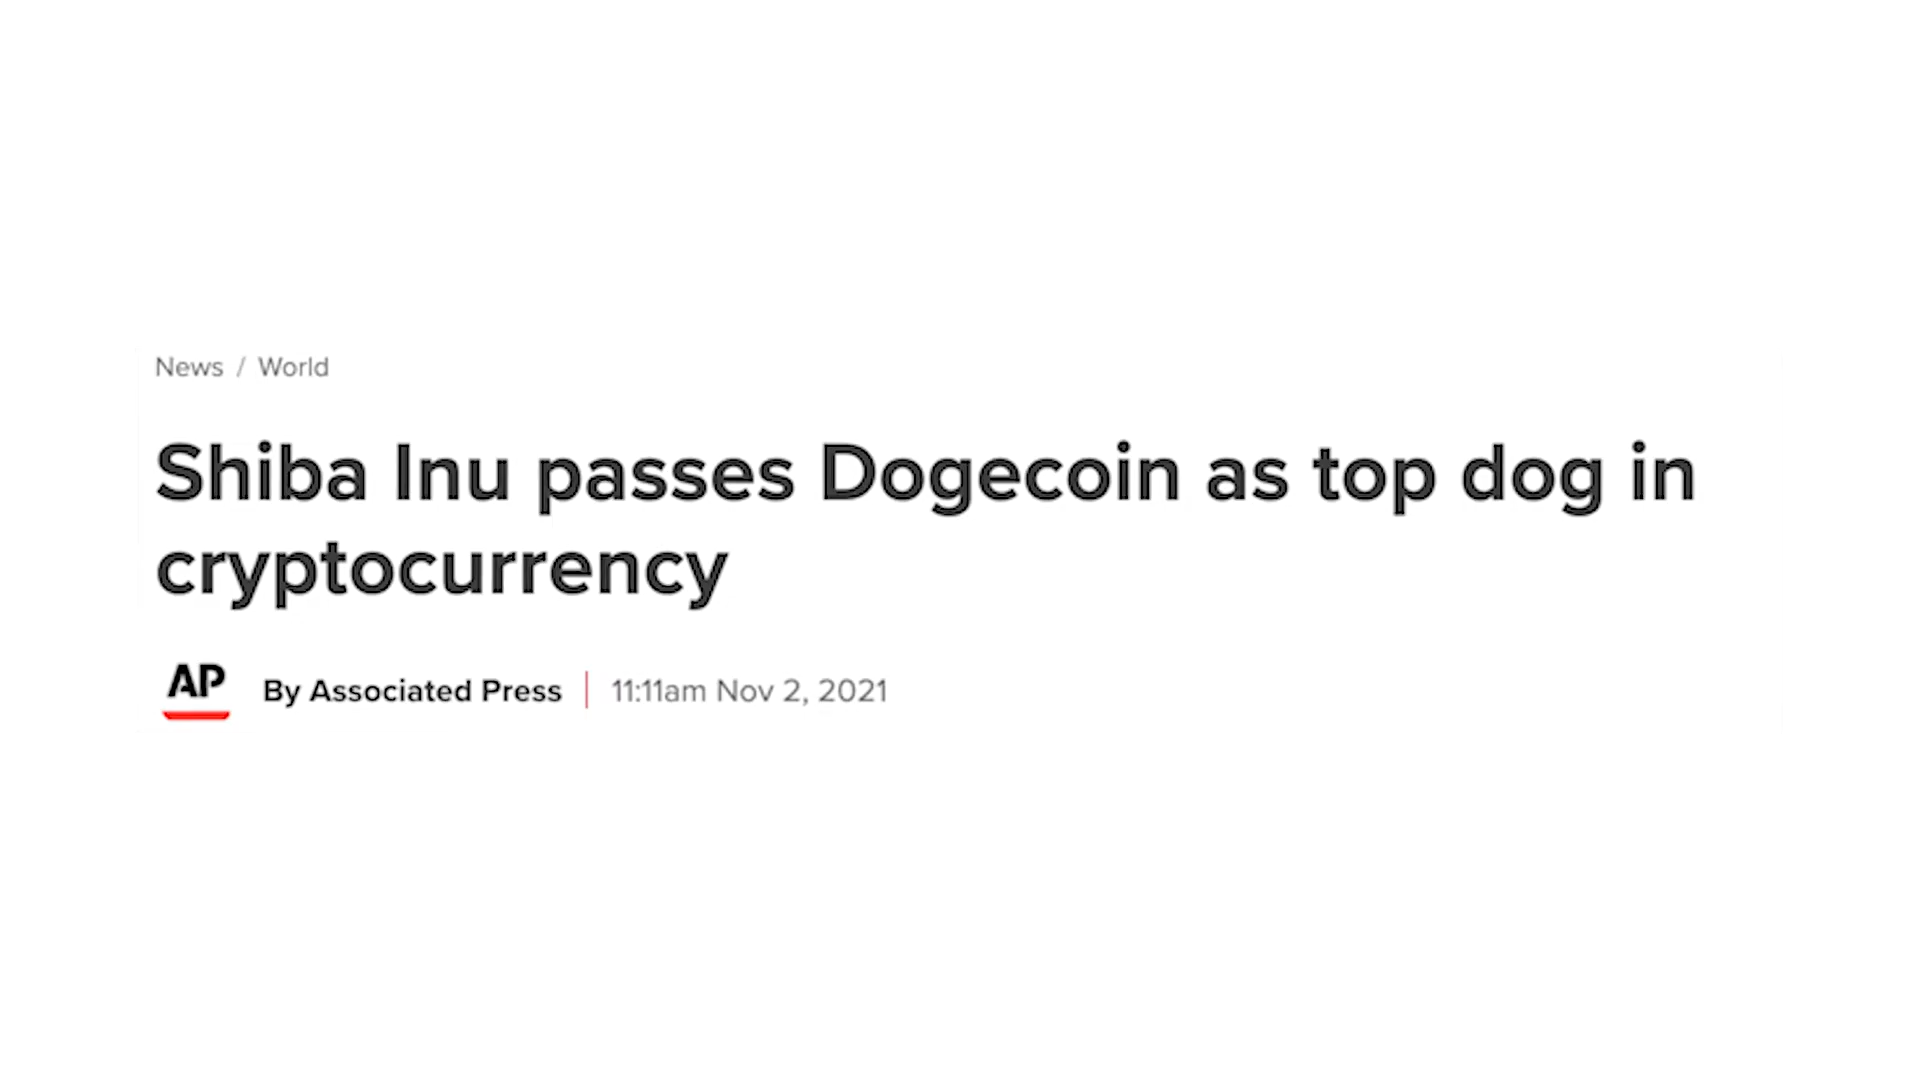 News / World
Shiba Inu passes Dogecoin as top dog in
cryptocurrency
AP By Associated Press | 11:11am Nov 2, 2021